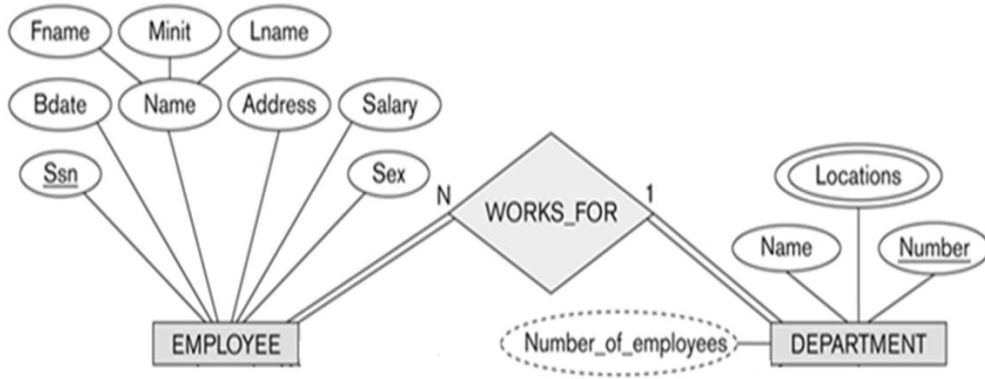 Fname
Minit
Lname
Bdate
Name
Address
Salary
Ssn
Sex
N
WORKS_FOR
1
Locations
Name
Number
EMPLOYEE
Number_of_employees
DEPARTMENT